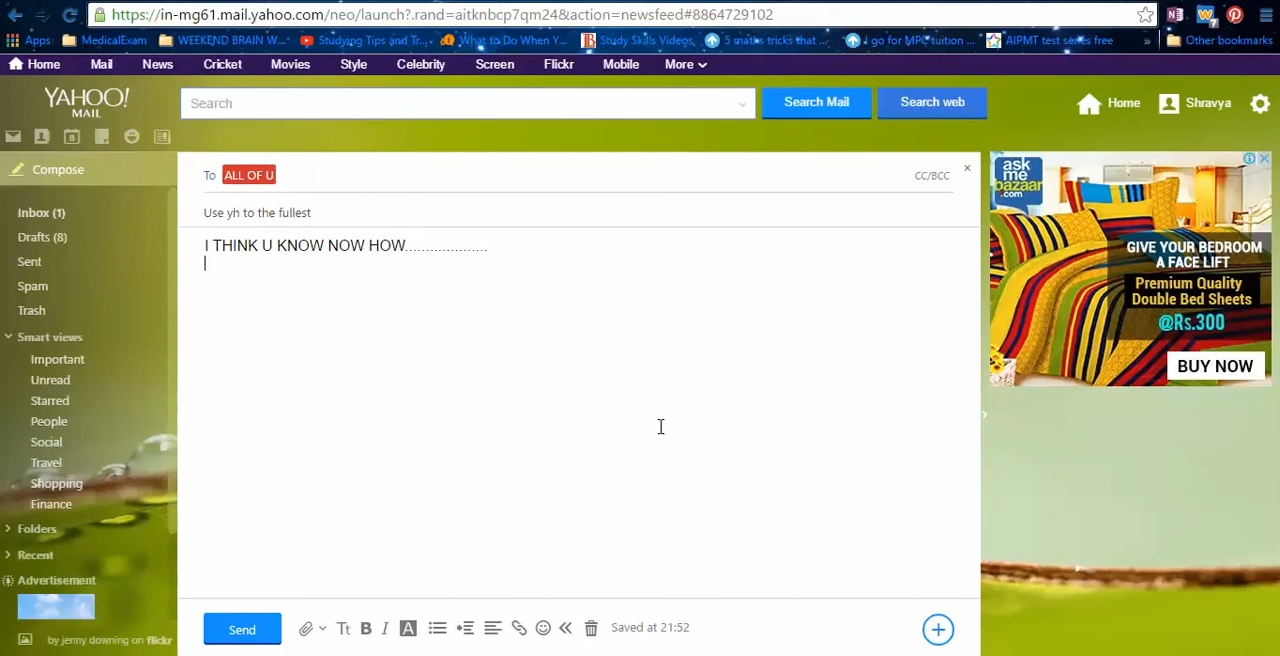 https://in-mg61.mail.yahoo.com/neo/launch?.rand=aitknbcp7qm24&action=newsfeed#8864729102
Apps MedicalExam WEEKEND BRAIN W... Studying Tips and Tr... What to Do When Y... Study Skills Videos, 5 maths tricks that ... I go for MPC tuition ... AIPMT test series free » Other bookmarks
Home Mail News Cricket Movies Style Celebrity Screen Flickr Mobile More
YAHOO! MAIL
Search
Search Mail
Search web
Home
Shravya
Compose
Inbox (1)
Drafts (8)
Sent
Spam
Trash
Smart views
Important
Unread
Starred
People
Social
Travel
Shopping
Finance
Folders
Recent
Advertisement
by jenny downing on flickr
To ALL OF U
CC/BCC
Use yh to the fullest
I THINK U KNOW NOW HOW....................
Send
Tt B I A
Saved at 21:52
ask
me
bazaar
.com
GIVE YOUR BEDROOM
A FACE LIFT
Premium Quality
Double Bed Sheets
@Rs.300
BUY NOW